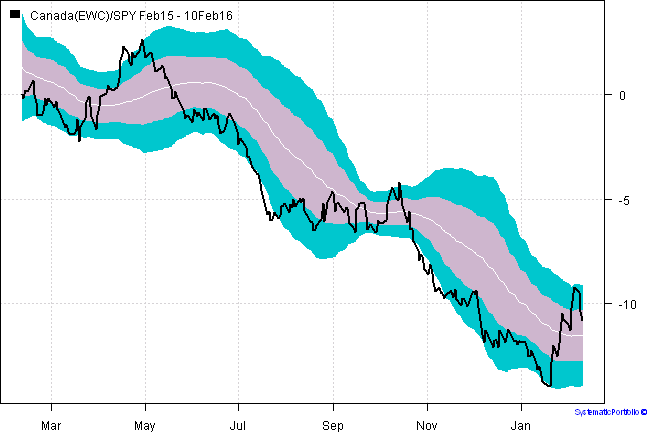 Canada(EWC)/SPY Feb15 - 10Feb16
0
-5
-10
Mar May Jul Sep Nov Jan
SystematicPortfolio ©